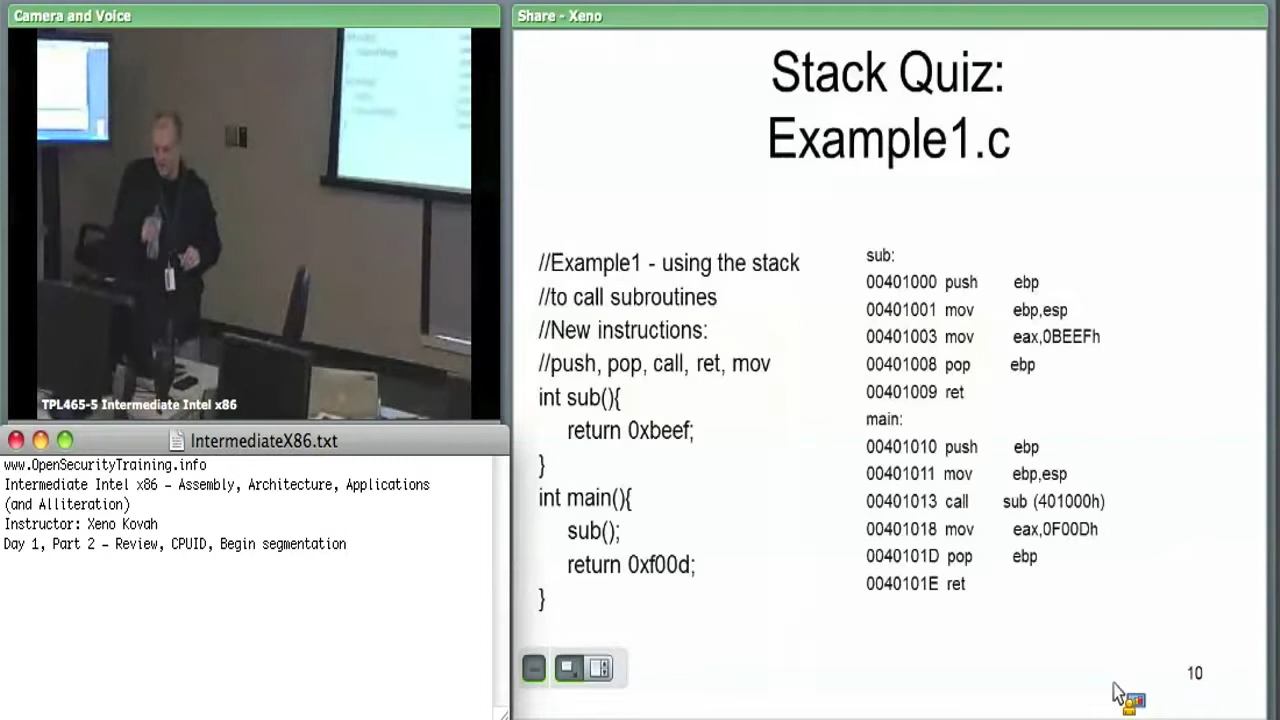 Camera and Voice
TPL465-5 Intermediate Intel x86
IntermediateX86.txt
www.OpenSecurityTraining.info
Intermediate Intel x86 – Assembly, Architecture, Applications
(and Alliteration)
Instructor: Xeno Kovah
Day 1, Part 2 – Review, CPUID, Begin segmentation
Share - Xeno
Stack Quiz:
Example1.c
//Example1 - using the stack
//to call subroutines
//New instructions:
//push, pop, call, ret, mov
int sub(){
return 0xbeef;
}
int main(){
sub();
return 0xf00d;
}
sub:
00401000 push ebp
00401001 mov ebp,esp
00401003 mov eax,0BEEFh
00401008 pop ebp
00401009 ret
main:
00401010 push ebp
00401011 mov ebp,esp
00401013 call sub (401000h)
00401018 mov eax,0F00Dh
0040101D pop ebp
0040101E ret
10